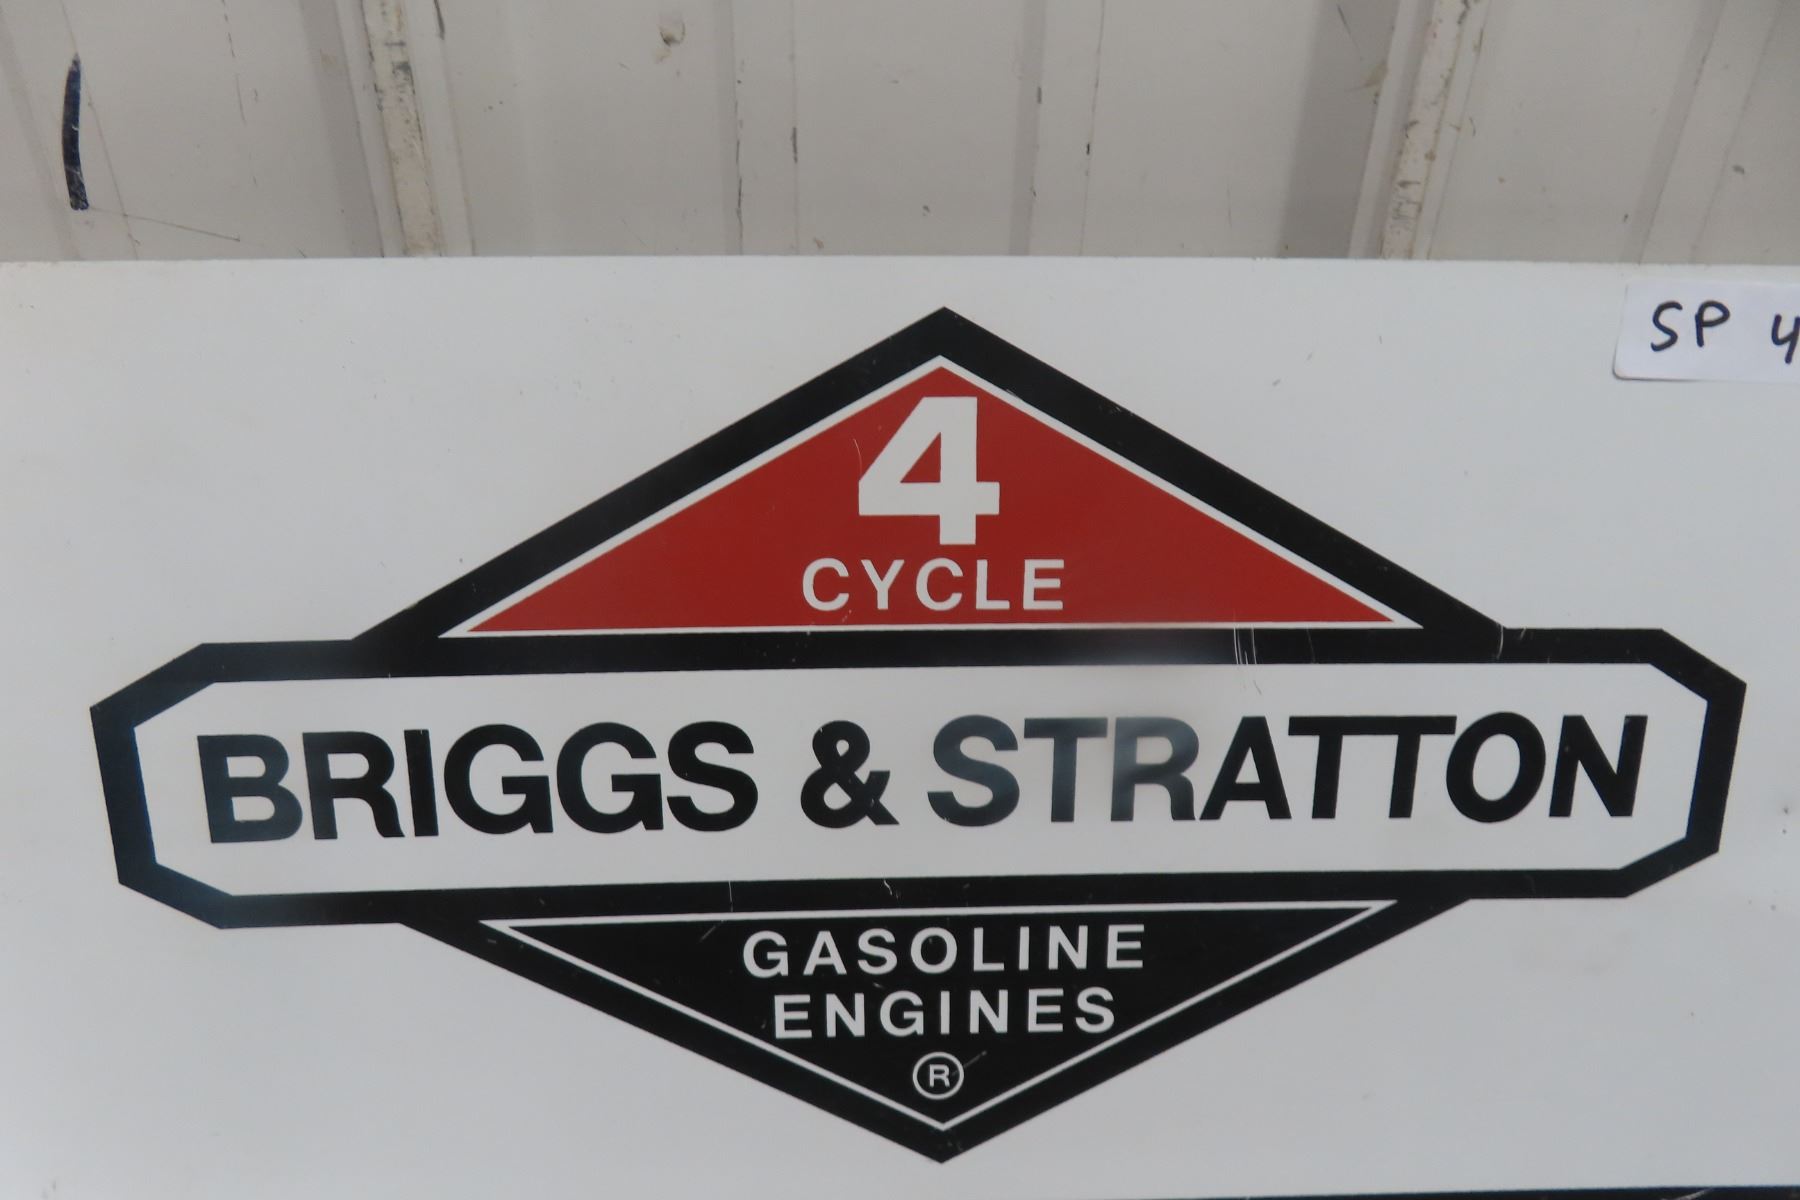 SP 4
4
CYCLE
BRIGGS & STRATTON
GASOLINE
ENGINES
®